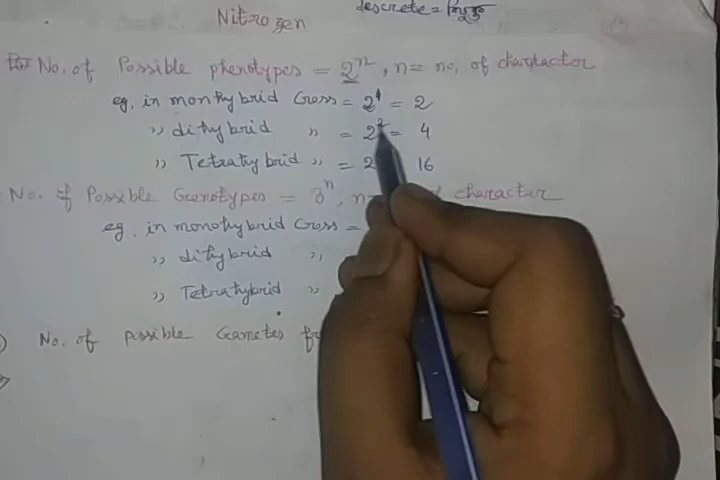 Nitrogen
descrete =
No. of Possible phenotypes = 2ⁿ, n = no. of character
eg. in monohybrid Cross = 2¹ = 2
,, dihybrid ,, = 2² = 4
,, Tetrahybrid ,, = 2 16
No. of Possible Genotypes = 3ⁿ, n= character
eg. in monohybrid Cross =
,, dihybrid ,,
,, Tetrahybrid ,,
No. of possible Gametes